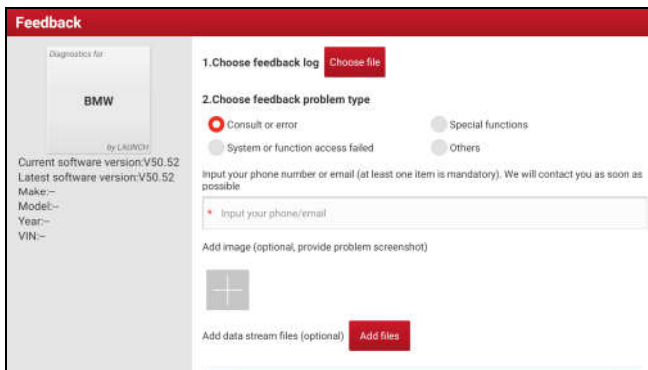 Feedback
Diagnostics for
BMW
by LAUNCH
Current software version:V50.52
Latest software version:V50.52
Make:--
Model:--
Year:--
VIN:--
1.Choose feedback log Choose file
2.Choose feedback problem type
Consult or error Special functions
System or function access failed Others
Input your phone number or email (at least one item is mandatory). We will contact you as soon as
possible
* Input your phone/email
Add image (optional, provide problem screenshot)
Add data stream files (optional) Add files